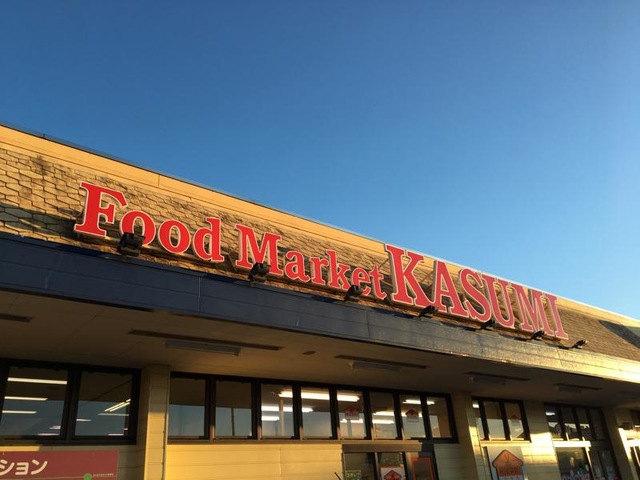 Food Market KASUMI
ション